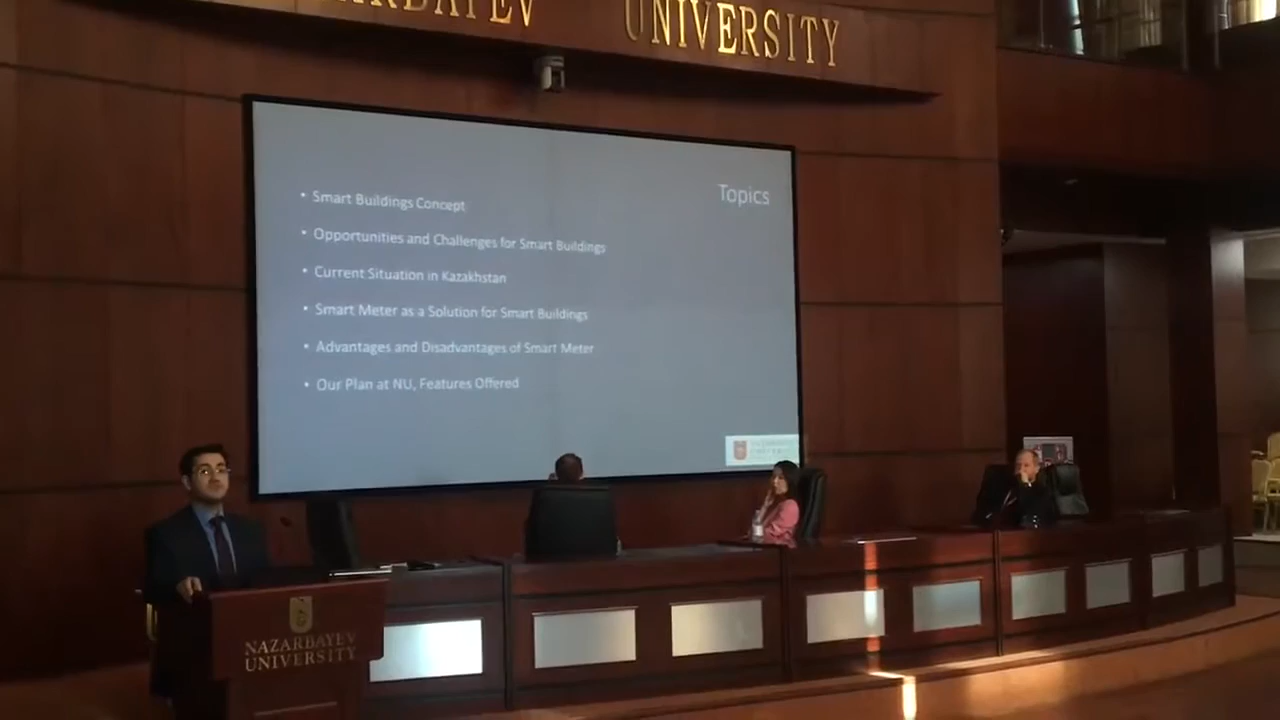 UNIVERSITY
Topics
• Smart Buildings Concept
• Opportunities and Challenges for Smart Buildings
• Current Situation in Kazakhstan
• Smart Meter as a Solution for Smart Buildings
• Advantages and Disadvantages of Smart Meter
• Our Plan at NU, Features Offered
NAZARBAYEV
UNIVERSITY